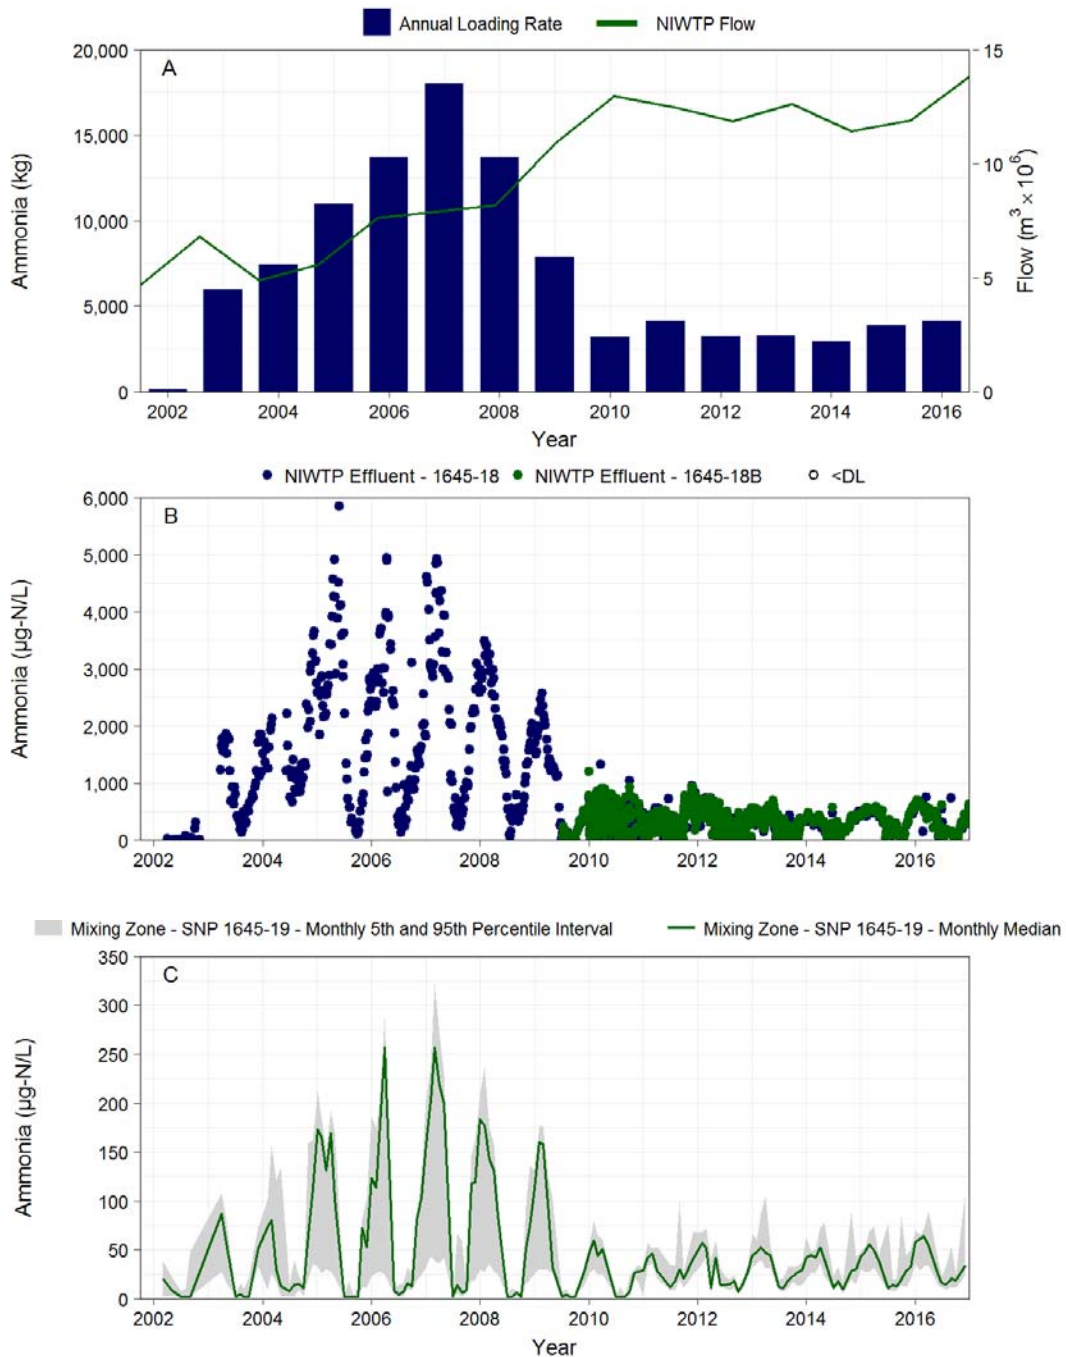 Annual Loading Rate NIWTP Flow
A
20,000
15,000
10,000
5,000
0
Ammonia (kg)
15
10
5
0
Flow (m³ × 10⁶)
2002 2004 2006 2008 2010 2012 2014 2016
Year
NIWTP Effluent - 1645-18 NIWTP Effluent - 1645-18B <DL
B
6,000
5,000
4,000
3,000
2,000
1,000
0
Ammonia (µg-N/L)
2002 2004 2006 2008 2010 2012 2014 2016
Mixing Zone - SNP 1645-19 - Monthly 5th and 95th Percentile Interval Mixing Zone - SNP 1645-19 - Monthly Median
C
350
300
250
200
150
100
50
0
Ammonia (µg-N/L)
2002 2004 2006 2008 2010 2012 2014 2016
Year